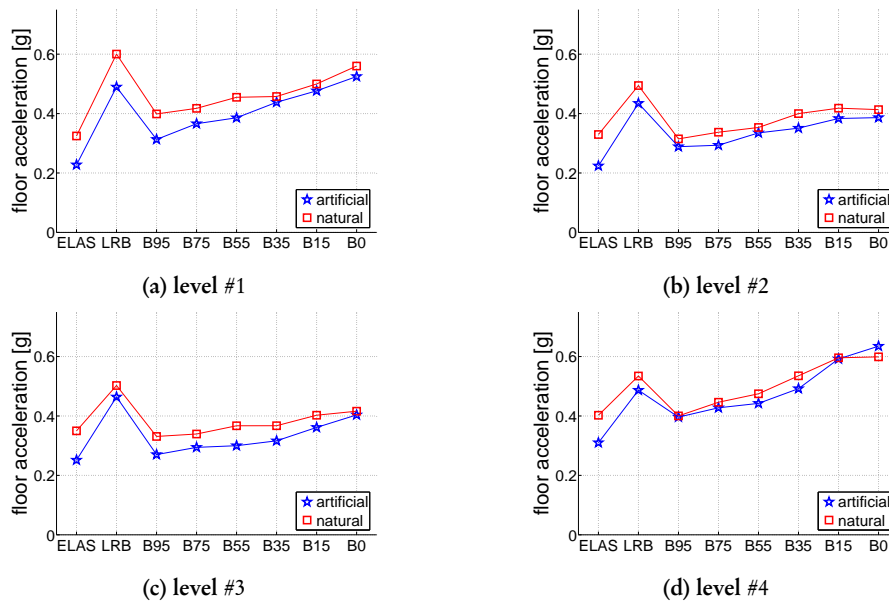 floor acceleration [g]
0.6
0.4
0.2
0
artificial
natural
ELAS LRB B95 B75 B55 B35 B15 B0
(a) level #1
floor acceleration [g]
0.6
0.4
0.2
0
artificial
natural
ELAS LRB B95 B75 B55 B35 B15 B0
(b) level #2
floor acceleration [g]
0.6
0.4
0.2
0
artificial
natural
ELAS LRB B95 B75 B55 B35 B15 B0
(c) level #3
floor acceleration [g]
0.6
0.4
0.2
0
artificial
natural
ELAS LRB B95 B75 B55 B35 B15 B0
(d) level #4